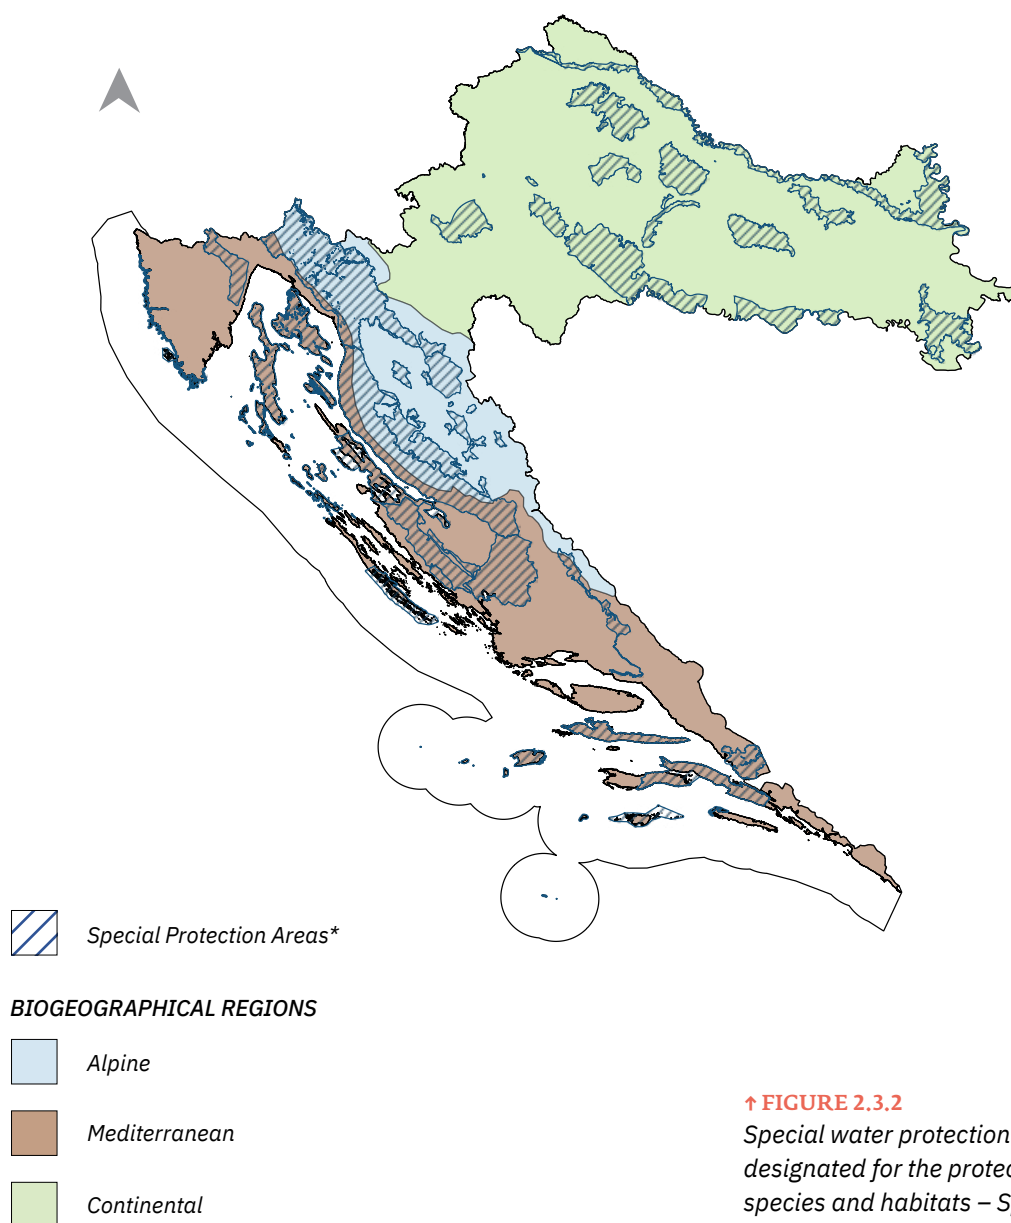 Special Protection Areas*
BIOGEOGRAPHICAL REGIONS
Alpine
Mediterranean
Continental
↑ FIGURE 2.3.2
Special water protection
designated for the
species and habitats –